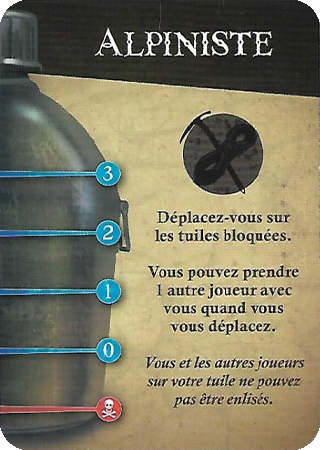 ALPINISTE
3
Déplacez-vous sur
les tuiles bloquées.
2
Vous pouvez prendre
1 autre joueur avec
vous quand vous
vous déplacez.
1
0
Vous et les autres joueurs
sur votre tuile ne pouvez
pas être enlisés.